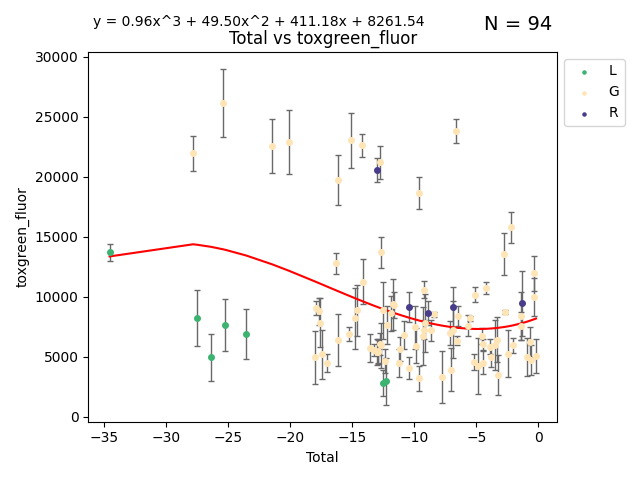 y = 0.96x^3 + 49.50x^2 + 411.18x + 8261.54
N = 94
Total vs toxgreen_fluor
30000
25000
20000
15000
10000
5000
0
toxgreen_fluor
−35 −30 −25 −20 −15 −10 −5 0
Total
L
G
R